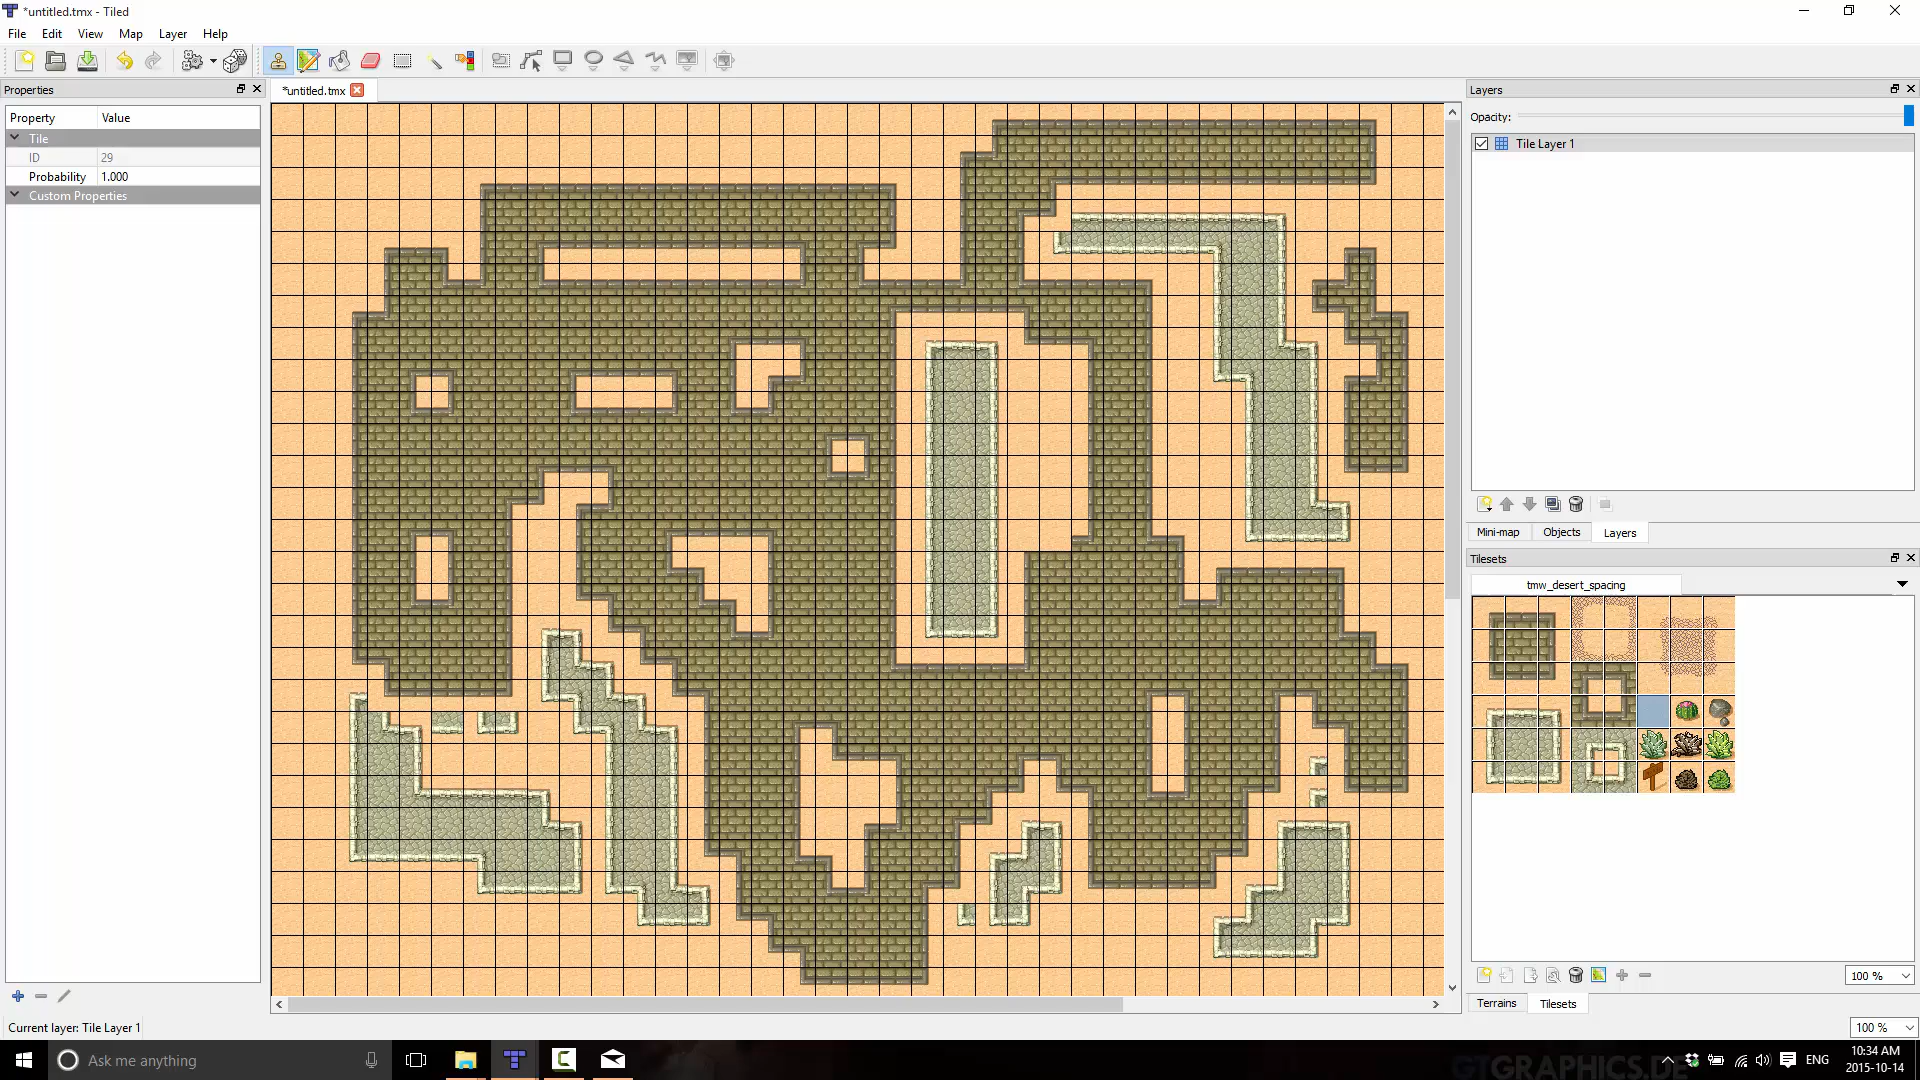 *untitled.tmx - Tiled
File Edit View Map Layer Help
Properties
*untitled.tmx
Layers
Property Value
Opacity:
Tile
Tile Layer 1
ID 29
Probability 1.000
Custom Properties
Mini-map Objects Layers
Tilesets
tmw_desert_spacing
100 %
Terrains Tilesets
Current layer: Tile Layer 1
100 %
Ask me anything
ENG
10:34 AM
2015-10-14
GTGRAPHICS.DE